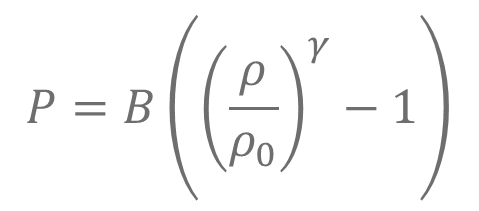 P = B((ρ/ρ₀)^γ − 1)